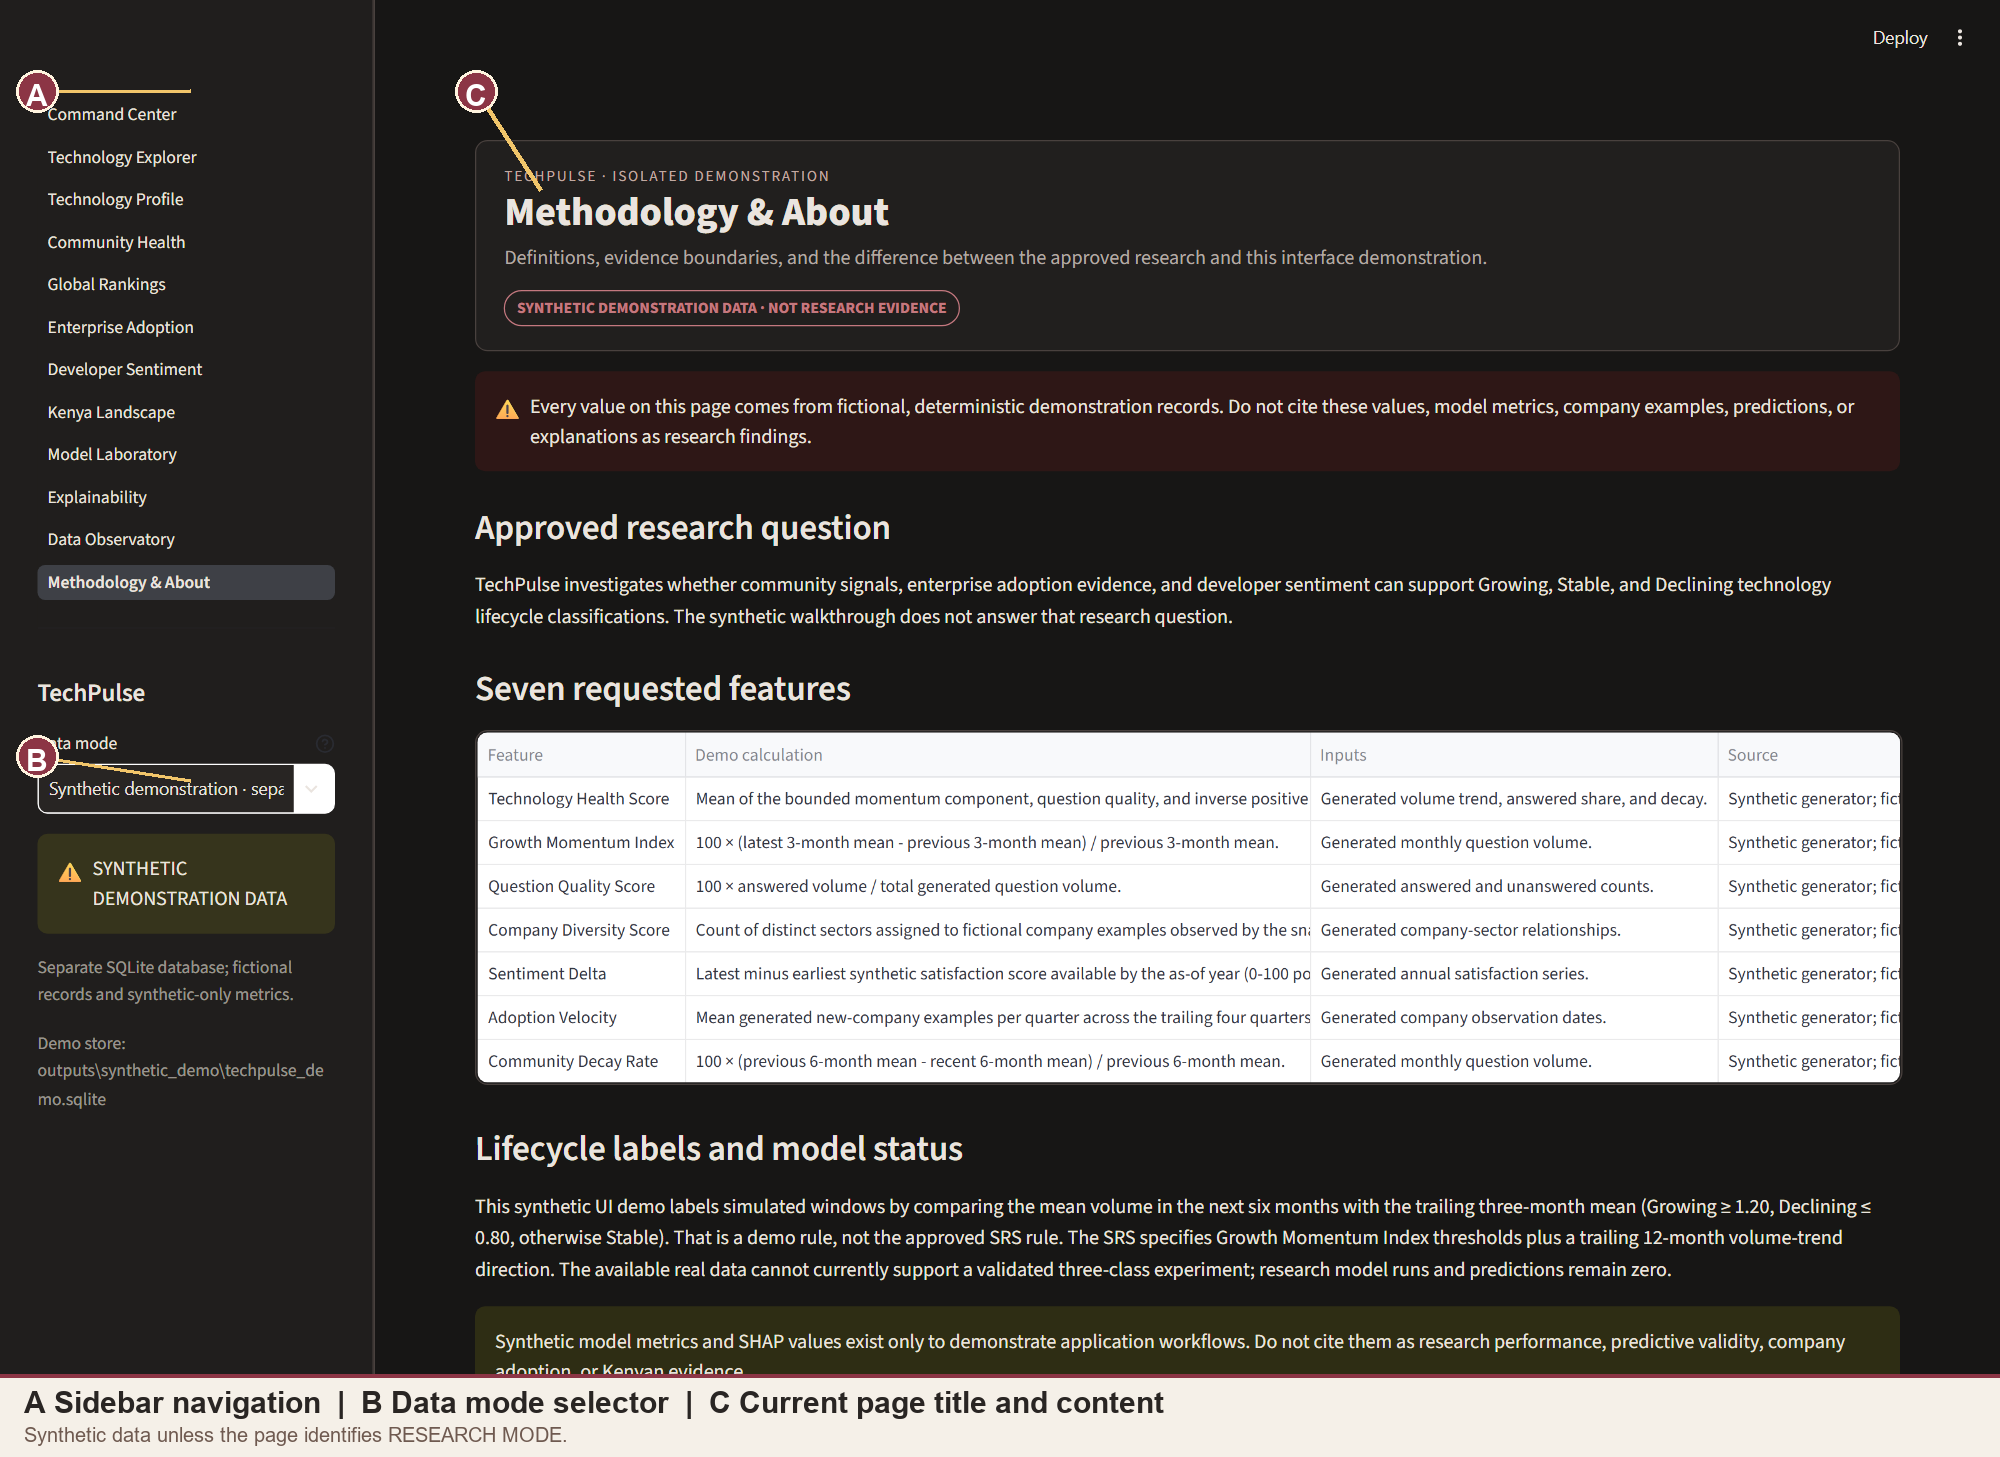 Deploy
A
Command Center
Technology Explorer
Technology Profile
Community Health
Global Rankings
Enterprise Adoption
Developer Sentiment
Kenya Landscape
Model Laboratory
Explainability
Data Observatory
Methodology & About
TechPulse
B
ta mode
Synthetic demonstration · sepa
SYNTHETIC
DEMONSTRATION DATA
Separate SQLite database; fictional
records and synthetic-only metrics.
Demo store:
outputs\synthetic_demo\techpulse_de
mo.sqlite
C
TECHPULSE · ISOLATED DEMONSTRATION
Methodology & About
Definitions, evidence boundaries, and the difference between the approved research and this interface demonstration.
SYNTHETIC DEMONSTRATION DATA · NOT RESEARCH EVIDENCE
Every value on this page comes from fictional, deterministic demonstration records. Do not cite these values, model metrics, company examples, predictions, or
explanations as research findings.
Approved research question
TechPulse investigates whether community signals, enterprise adoption evidence, and developer sentiment can support Growing, Stable, and Declining technology
lifecycle classifications. The synthetic walkthrough does not answer that research question.
Seven requested features
Feature Demo calculation Inputs Source
Technology Health Score Mean of the bounded momentum component, question quality, and inverse positive Generated volume trend, answered share, and decay. Synthetic generator; fict
Growth Momentum Index 100 × (latest 3-month mean - previous 3-month mean) / previous 3-month mean. Generated monthly question volume. Synthetic generator; fict
Question Quality Score 100 × answered volume / total generated question volume. Generated answered and unanswered counts. Synthetic generator; fict
Company Diversity Score Count of distinct sectors assigned to fictional company examples observed by the sna Generated company-sector relationships. Synthetic generator; fict
Sentiment Delta Latest minus earliest synthetic satisfaction score available by the as-of year (0-100 po Generated annual satisfaction series. Synthetic generator; fict
Adoption Velocity Mean generated new-company examples per quarter across the trailing four quarters Generated company observation dates. Synthetic generator; fict
Community Decay Rate 100 × (previous 6-month mean - recent 6-month mean) / previous 6-month mean. Generated monthly question volume. Synthetic generator; fict
Lifecycle labels and model status
This synthetic UI demo labels simulated windows by comparing the mean volume in the next six months with the trailing three-month mean (Growing ≥ 1.20, Declining ≤
0.80, otherwise Stable). That is a demo rule, not the approved SRS rule. The SRS specifies Growth Momentum Index thresholds plus a trailing 12-month volume-trend
direction. The available real data cannot currently support a validated three-class experiment; research model runs and predictions remain zero.
Synthetic model metrics and SHAP values exist only to demonstrate application workflows. Do not cite them as research performance, predictive validity, company
adoption, or Kenyan evidence.
A Sidebar navigation | B Data mode selector | C Current page title and content
Synthetic data unless the page identifies RESEARCH MODE.